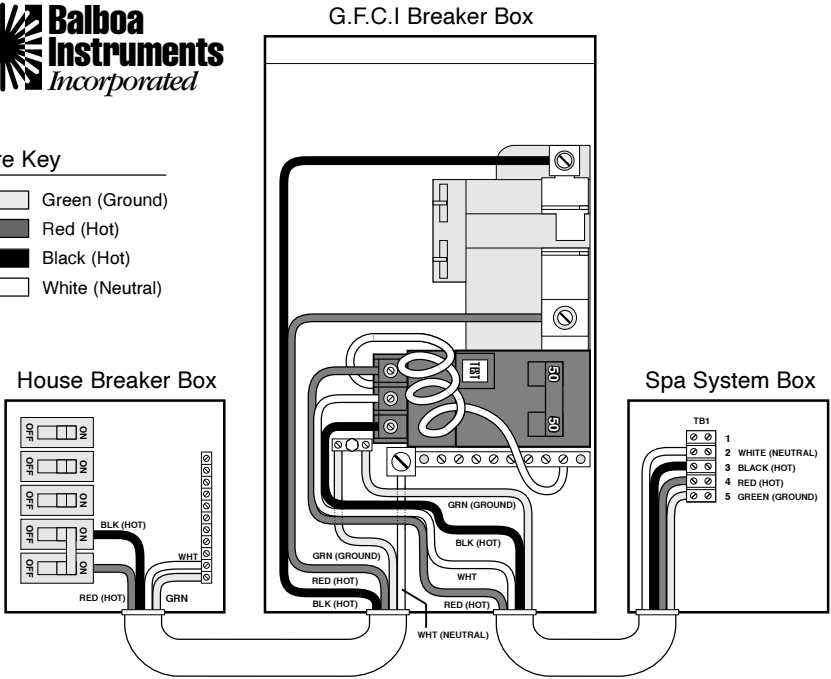 G.F.C.I Breaker Box
Balboa
Instruments
Incorporated
re Key
Green (Ground)
Red (Hot)
Black (Hot)
White (Neutral)
TBT
50
50
House Breaker Box
OFF ON
OFF ON
OFF ON
OFF ON
OFF ON
BLK (HOT)
WHT
RED (HOT)
GRN
GRN (GROUND)
BLK (HOT)
GRN (GROUND)
WHT
RED (HOT)
RED (HOT)
BLK (HOT)
WHT (NEUTRAL)
Spa System Box
TB1
1
2 WHITE (NEUTRAL)
3 BLACK (HOT)
4 RED (HOT)
5 GREEN (GROUND)